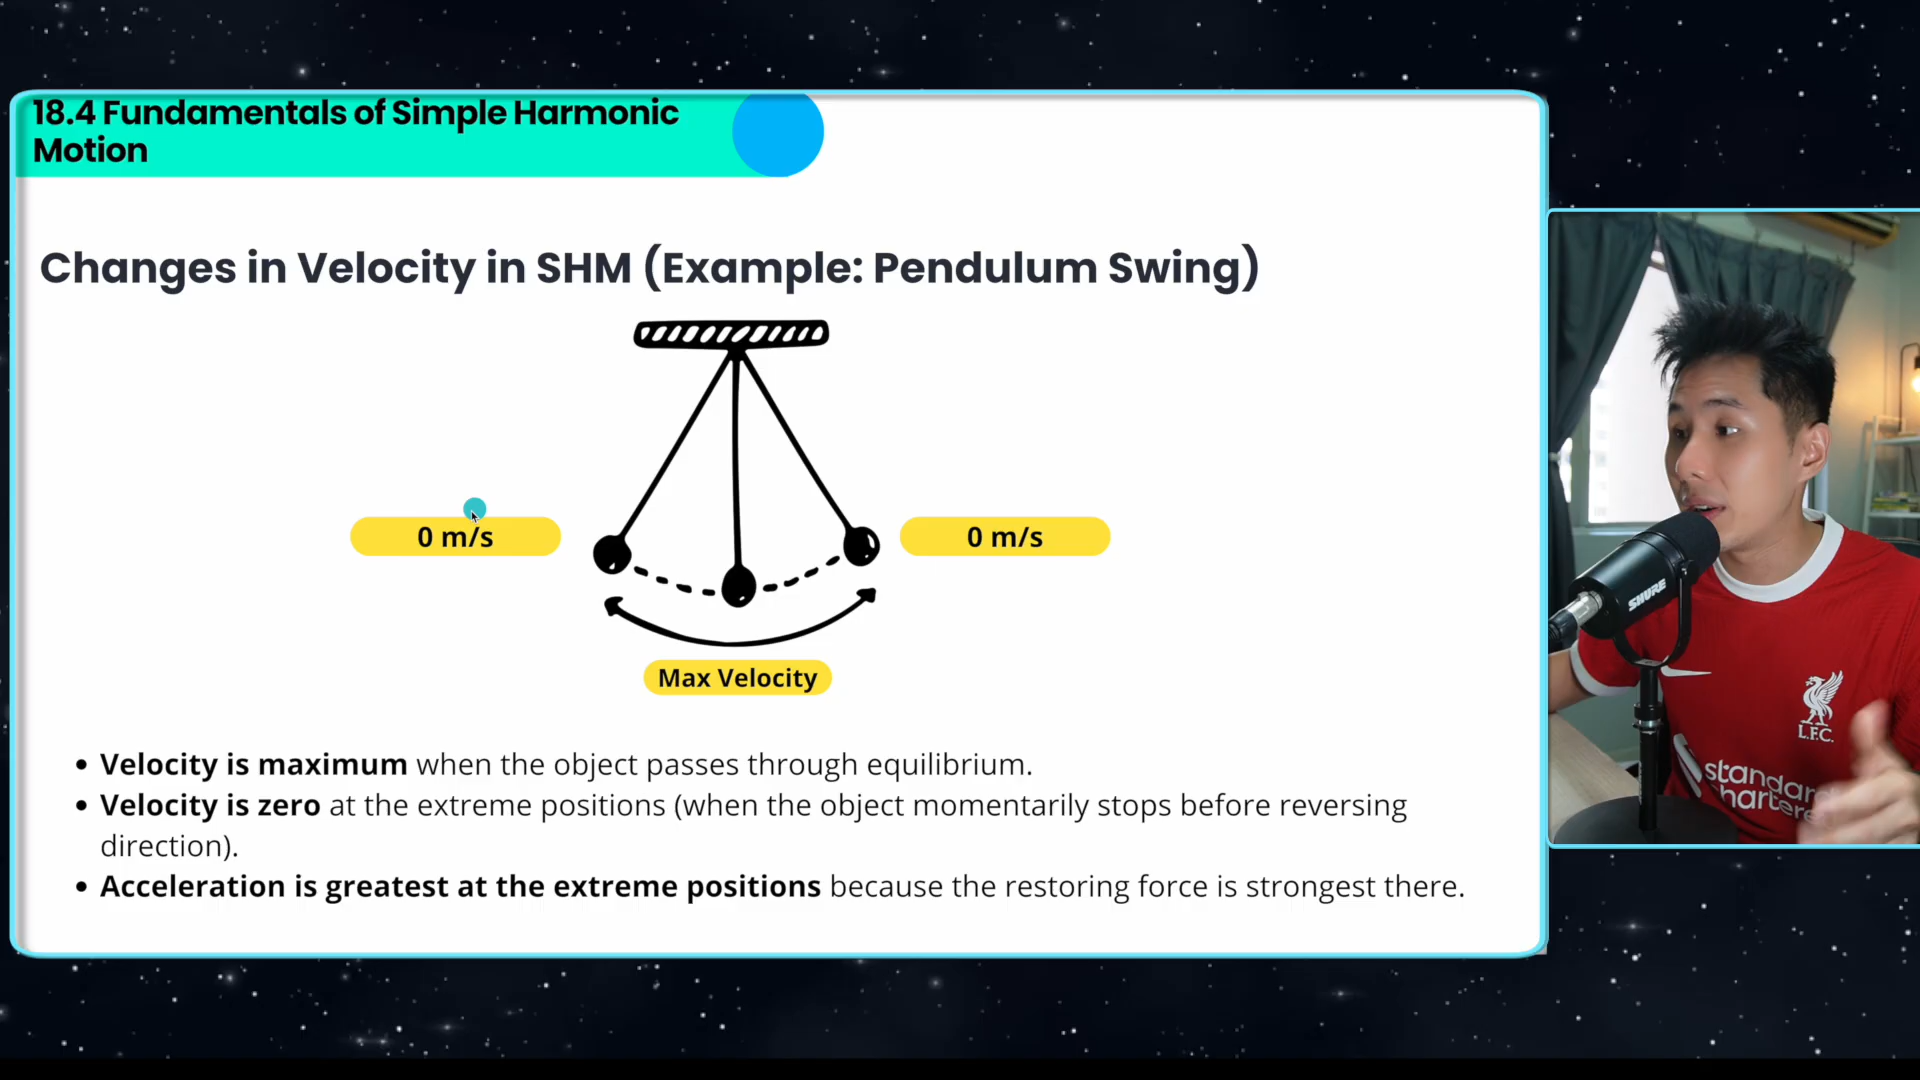 18.4 Fundamentals of Simple Harmonic
Motion
Changes in Velocity in SHM (Example: Pendulum Swing)
0 m/s
0 m/s
Max Velocity
• Velocity is maximum when the object passes through equilibrium.
• Velocity is zero at the extreme positions (when the object momentarily stops before reversing
direction).
• Acceleration is greatest at the extreme positions because the restoring force is strongest there.
SHURE
L.F.C.
standard
chartered